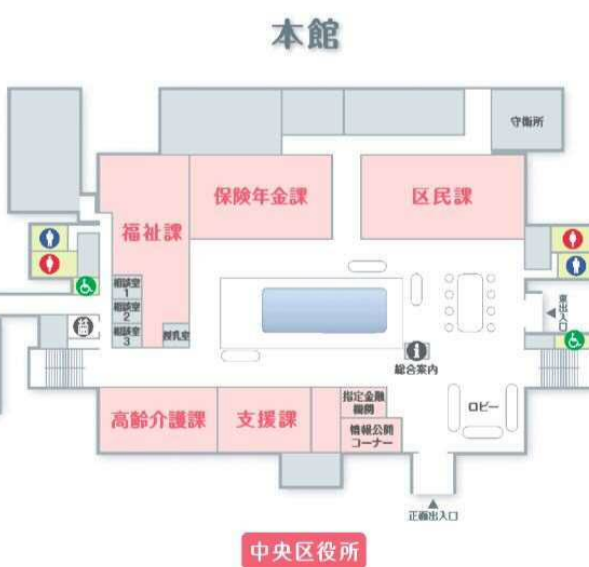 本館
守衛所
保険年金課
区民課
福祉課
相談室
1
相談室
2
相談室
3
授乳室
東出入口
総合案内
指定金融
機関
高齢介護課
支援課
情報公開
コーナー
ロビー
正面出入口
中央区役所